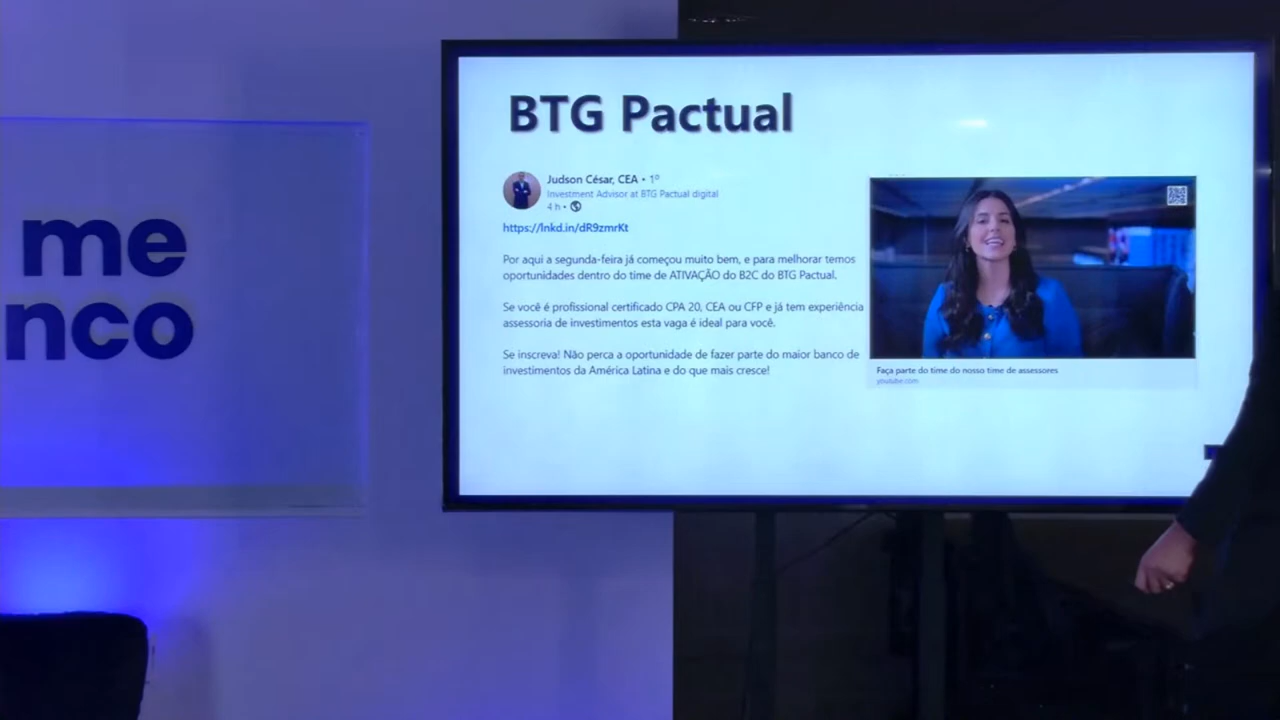 me
nco
BTG Pactual
Judson César, CEA • 1º
Investment Advisor at BTG Pactual digital
4 h •
https://lnkd.in/dR9zmrKt
Por aqui a segunda-feira já começou muito bem, e para melhorar temos
oportunidades dentro do time de ATIVAÇÃO do B2C do BTG Pactual.
Se você é profissional certificado CPA 20, CEA ou CFP e já tem experiência
assessoria de investimentos esta vaga é ideal para você.
Se inscreva! Não perca a oportunidade de fazer parte do maior banco de
investimentos da América Latina e do que mais cresce!
Faça parte do time do nosso time de assessores
youtube.com